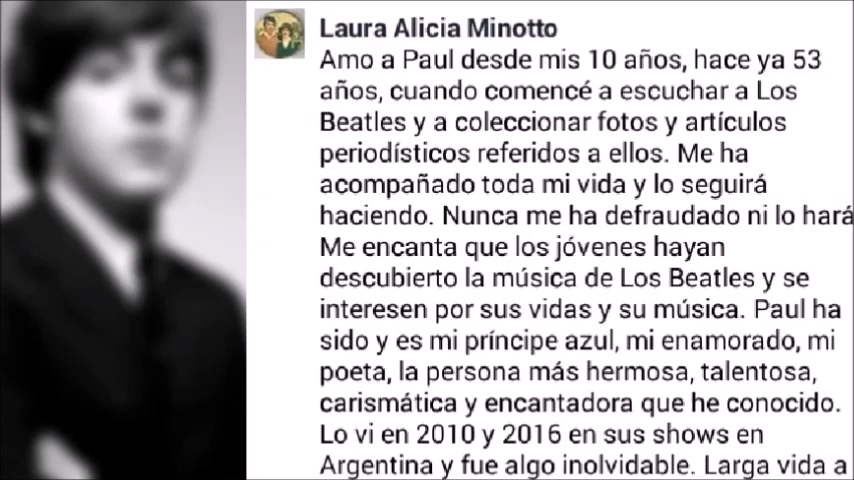 Laura Alicia Minotto
Amo a Paul desde mis 10 años, hace ya 53
años, cuando comencé a escuchar a Los
Beatles y a coleccionar fotos y artículos
periodísticos referidos a ellos. Me ha
acompañado toda mi vida y lo seguirá
haciendo. Nunca me ha defraudado ni lo hará
Me encanta que los jóvenes hayan
descubierto la música de Los Beatles y se
interesen por sus vidas y su música. Paul ha
sido y es mi príncipe azul, mi enamorado, mi
poeta, la persona más hermosa, talentosa,
carismática y encantadora que he conocido.
Lo vi en 2010 y 2016 en sus shows en
Argentina y fue algo inolvidable. Larga vida a